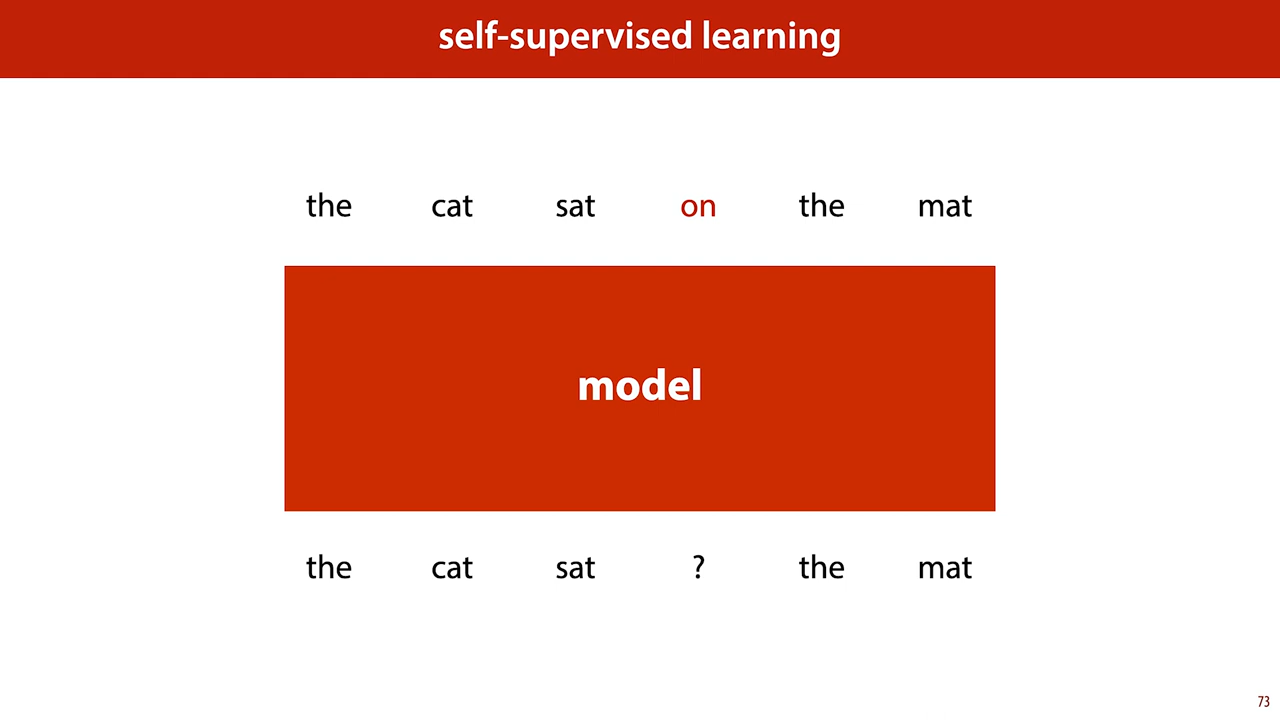 self-supervised learning
the cat sat on the mat
model
the cat sat ? the mat
73